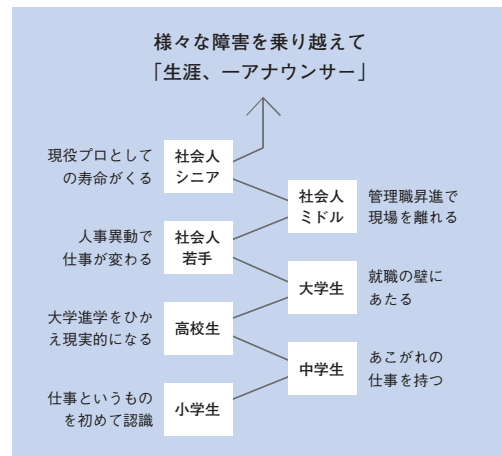 様々な障害を乗り越えて
「生涯、一アナウンサー」
現役プロとして
の寿命がくる
社会人
シニア
社会人
ミドル
管理職昇進で
現場を離れる
人事異動で
仕事が変わる
社会人
若手
大学生
就職の壁に
あたる
大学進学をひか
え現実的になる
高校生
中学生
あこがれの
仕事を持つ
仕事というもの
を初めて認識
小学生